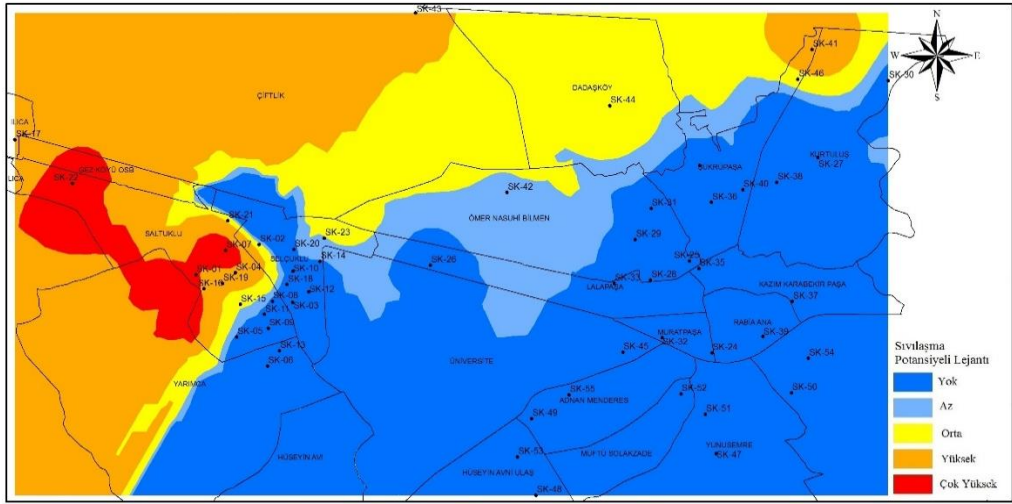 SK-43
N
W
E
S
SK-41
SK-46
SK-30
ÇİFTLİK
DADAŞKÖY
SK-44
ILICA
SK-17
SK-22
SK-42
ÖMER NASUHİ BİLMEN
ŞÜKRÜPAŞA
KURTULUŞ
SK-27
SK-38
SK-40
SK-36
SK-31
SK-21
SALTUKLU
SK-07
SK-02
SK-20
SK-23
SK-29
SELÇUKLU
SK-14
SK-26
SK-25
SK-35
SK-01
SK-04
SK-10
SK-16
SK-19
SK-18
SK-12
SK-33
SK-28
LALAPAŞA
KAZIM KARABEKİR PAŞA
SK-15
SK-08
SK-03
SK-11
SK-37
SK-09
SK-05
SK-13
SK-06
RABİA ANA
SK-39
MURATPAŞA
SK-32
SK-24
SK-45
SK-54
ÜNİVERSİTE
YARIMCA
SK-55
ADNAN MENDERES
SK-52
SK-50
SK-49
SK-51
SK-53
HÜSEYİN AVNİ ULAŞ
YUNUSEMRE
SK-47
SK-48
Sıvılaşma
Potansiyeli Lejantı
Yok
Az
Orta
Yüksek
Çok Yüksek